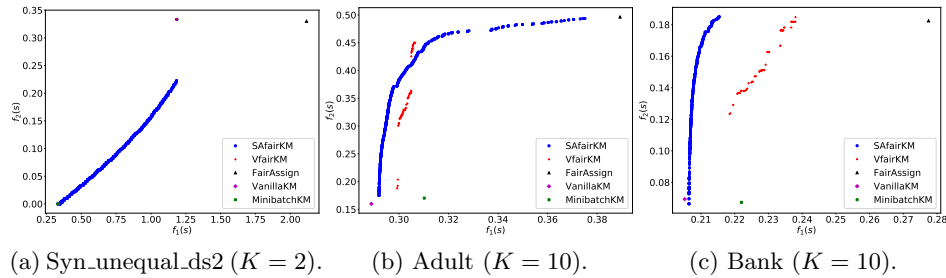 0.35
0.30
0.25
0.20
0.15
0.10
0.05
0.00
f₂(s)
SAfairKM
VfairKM
FairAssign
VanillaKM
MinibatchKM
0.25 0.50 0.75 1.00 1.25 1.50 1.75 2.00
f₁(s)
(a) Syn_unequal_ds2 (K = 2).
0.50
0.45
0.40
0.35
0.30
0.25
0.20
0.15
f₂(s)
SAfairKM
VfairKM
FairAssign
VanillaKM
MinibatchKM
0.30 0.32 0.34 0.36 0.38
f₁(s)
(b) Adult (K = 10).
0.18
0.16
0.14
0.12
0.10
0.08
f₂(s)
SAfairKM
VfairKM
FairAssign
VanillaKM
MinibatchKM
0.21 0.22 0.23 0.24 0.25 0.26 0.27 0.28
f₁(s)
(c) Bank (K = 10).